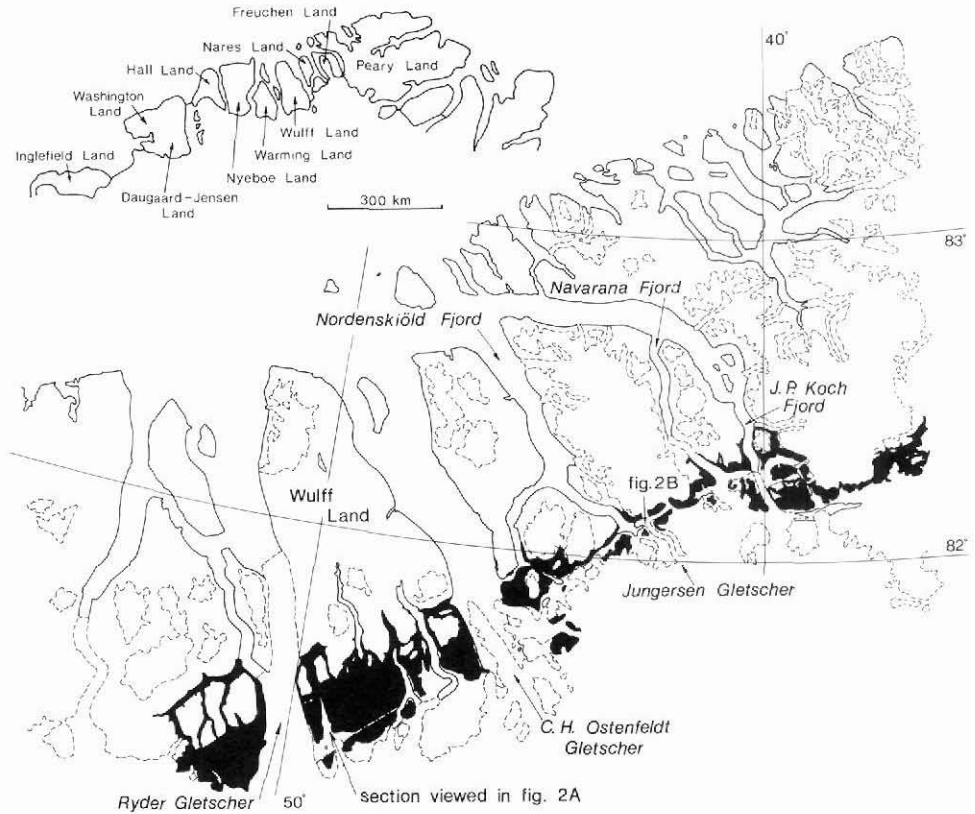 Freuchen Land
Nares Land
Peary Land
Hall Land
Washington
Land
Wulff Land
Inglefield Land
Warming Land
Nyeboe Land
Daugaard-Jensen
Land
300 km
40°
83°
Navarana Fjord
Nordenskiöld Fjord
J.P. Koch
Fjord
fig.2B
Wulff
Land
82°
Jungersen Gletscher
C.H. Ostenfeldt
Gletscher
section viewed in fig. 2A
Ryder Gletscher
50°